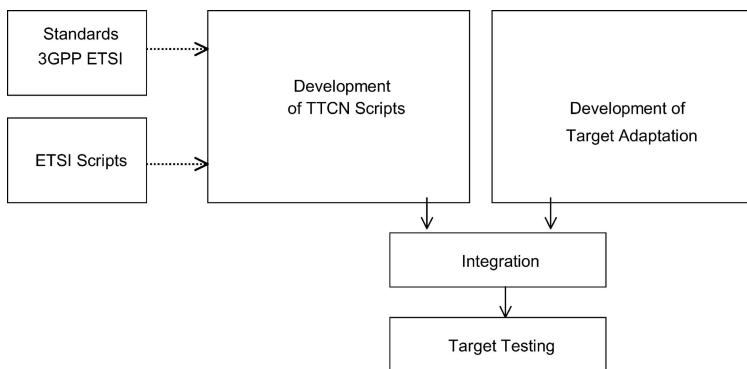 Standards
3GPP ETSI
Development
of TTCN Scripts
Development of
Target Adaptation
ETSI Scripts
Integration
Target Testing